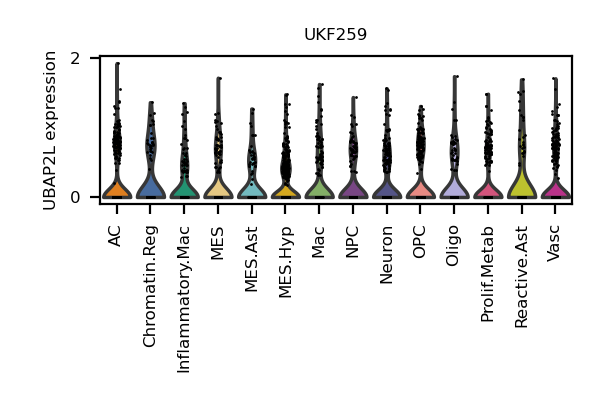 UKF259
UBAP2L expression
2
0
AC
Chromatin.Reg
Inflammatory.Mac
MES
MES.Ast
MES.Hyp
Mac
NPC
Neuron
OPC
Oligo
Prolif.Metab
Reactive.Ast
Vasc